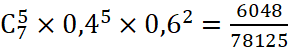 C₇⁵ × 0,4⁵ × 0,6² = 6048/78125